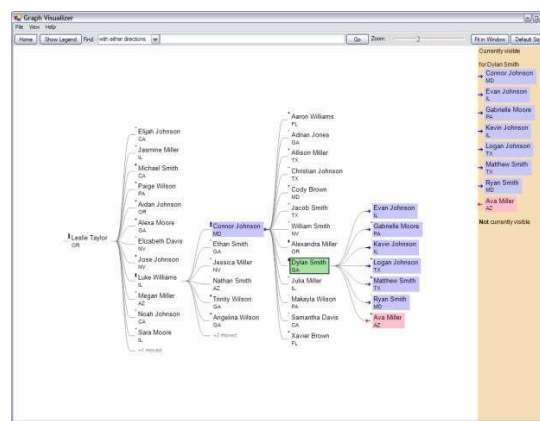 Graph Visualizer
File View Help
Home Show Legend Find: with either directions Go Zoom: Fit in Window Default Siz
Currently visible
for Dylan Smith
Connor Johnson
MD
Evan Johnson
IL
Gabrielle Moore
PA
Kevin Johnson
IL
Logan Johnson
TX
Matthew Smith
TX
Ryan Smith
MD
Ava Miller
AZ
Not currently visible
Leslie Taylor
OR
Elijah Johnson
CA
Jasmine Miller
IL
Michael Smith
CA
Paige Wilson
PA
Aidan Johnson
OR
Alexa Moore
GA
Elizabeth Davis
NV
Jose Johnson
NV
Luke Williams
IL
Megan Miller
AZ
Noah Johnson
CA
Sara Moore
IL
+1 moved
Connor Johnson
MD
Ethan Smith
GA
Jessica Miller
NV
Nathan Smith
AZ
Trinity Wilson
GA
Angelina Wilson
GA
+2 moved
Aaron Williams
FL
Adrian Jones
GA
Allison Miller
TX
Christian Johnson
TX
Cody Brown
MD
Jacob Smith
TX
William Smith
NV
Alexandra Miller
OR
Dylan Smith
GA
Julia Miller
IL
Makayla Wilson
PA
Samantha Davis
CA
Xavier Brown
FL
Evan Johnson
IL
Gabrielle Moore
PA
Kevin Johnson
IL
Logan Johnson
TX
Matthew Smith
TX
Ryan Smith
MD
Ava Miller
AZ